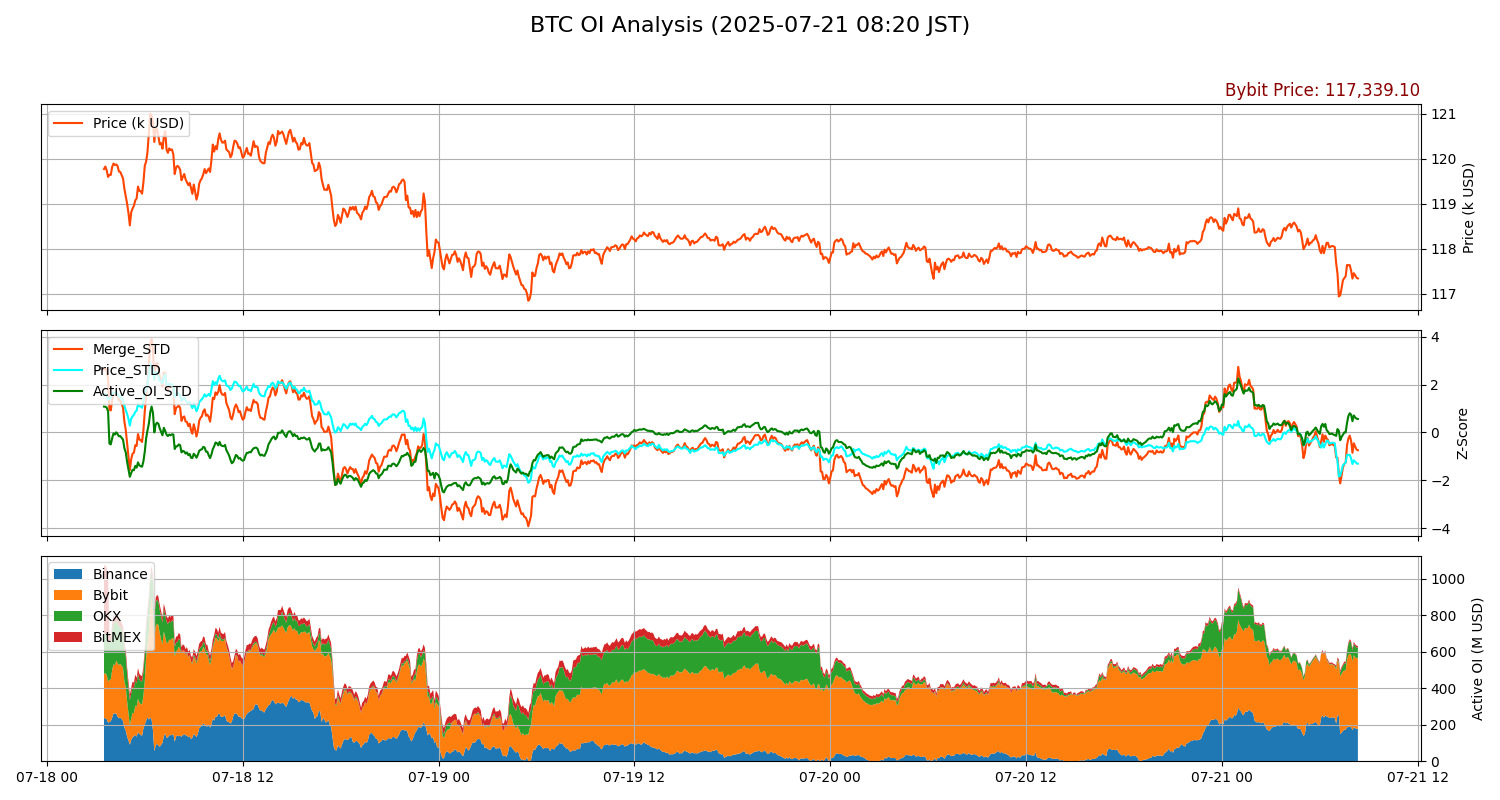 BTC OI Analysis (2025-07-21 08:20 JST)
Bybit Price: 117,339.10
Price (k USD)
121
120
119
118
117
Price (k USD)
Merge_STD
Price_STD
Active_OI_STD
4
2
0
−2
−4
Z-Score
Binance
Bybit
OKX
BitMEX
1000
800
600
400
200
0
Active OI (M USD)
07-18 00
07-18 12
07-19 00
07-19 12
07-20 00
07-20 12
07-21 00
07-21 12